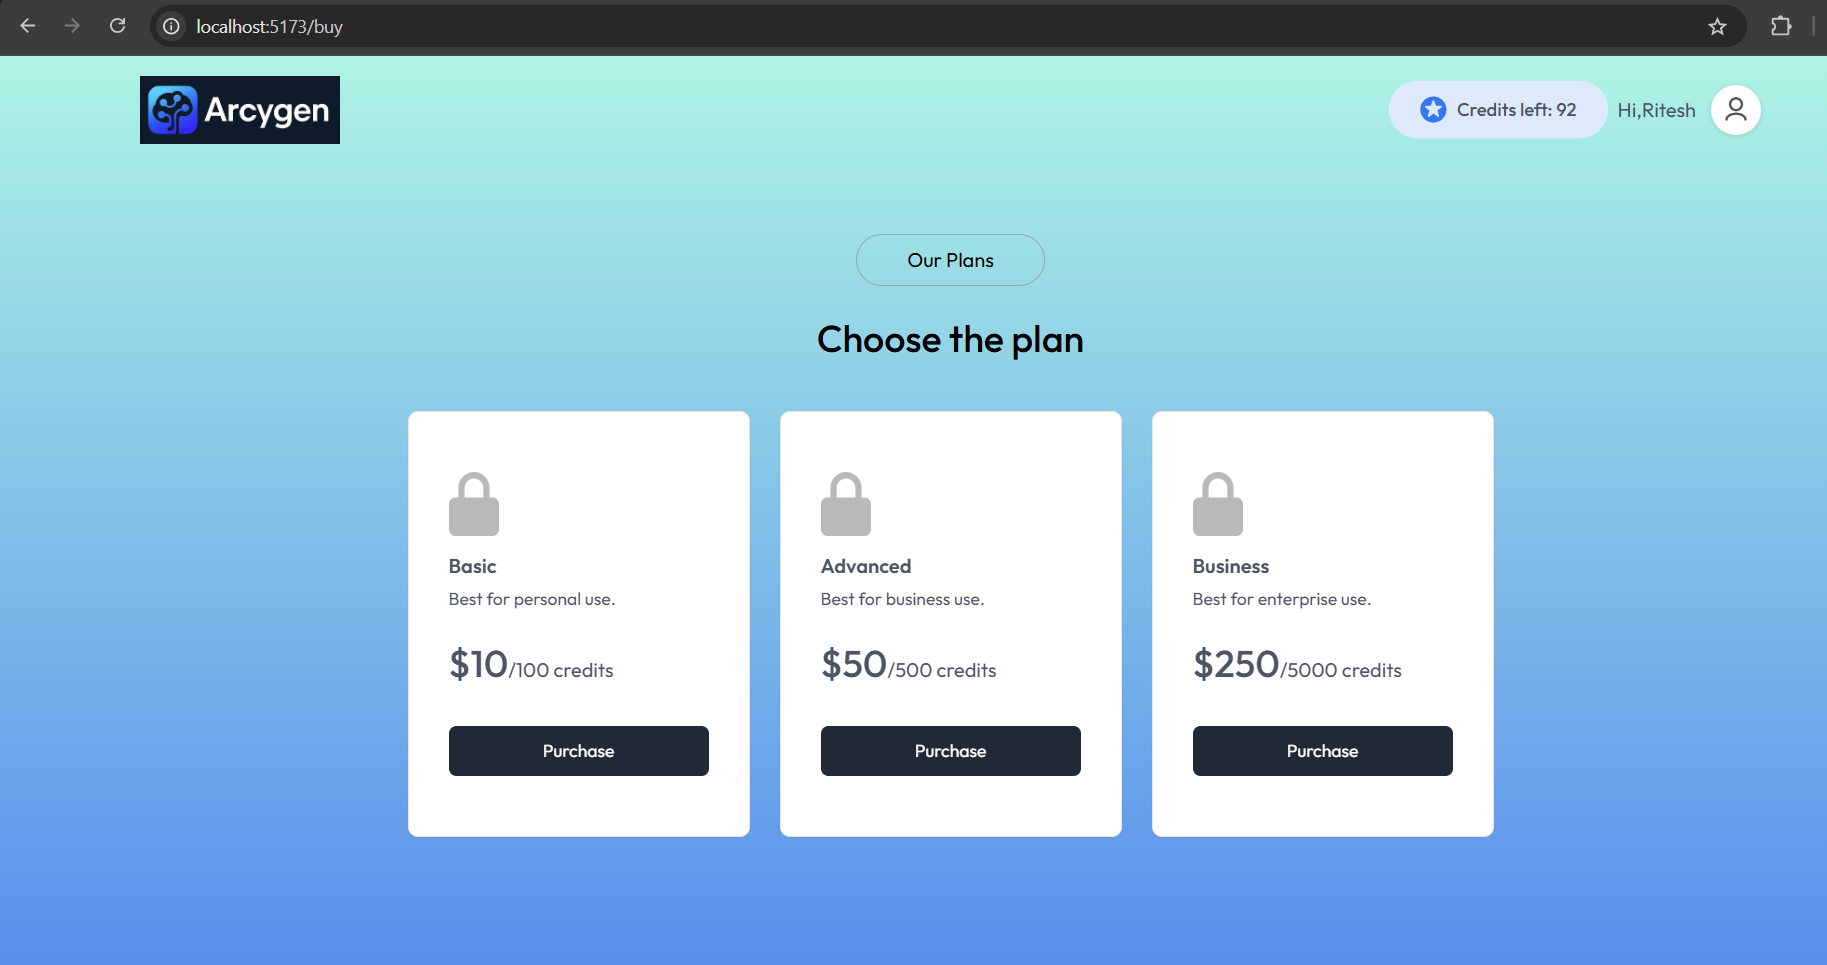 localhost:5173/buy
Arcygen
Credits left: 92
Hi,Ritesh
Our Plans
Choose the plan
Basic
Best for personal use.
$10/100 credits
Purchase
Advanced
Best for business use.
$50/500 credits
Purchase
Business
Best for enterprise use.
$250/5000 credits
Purchase